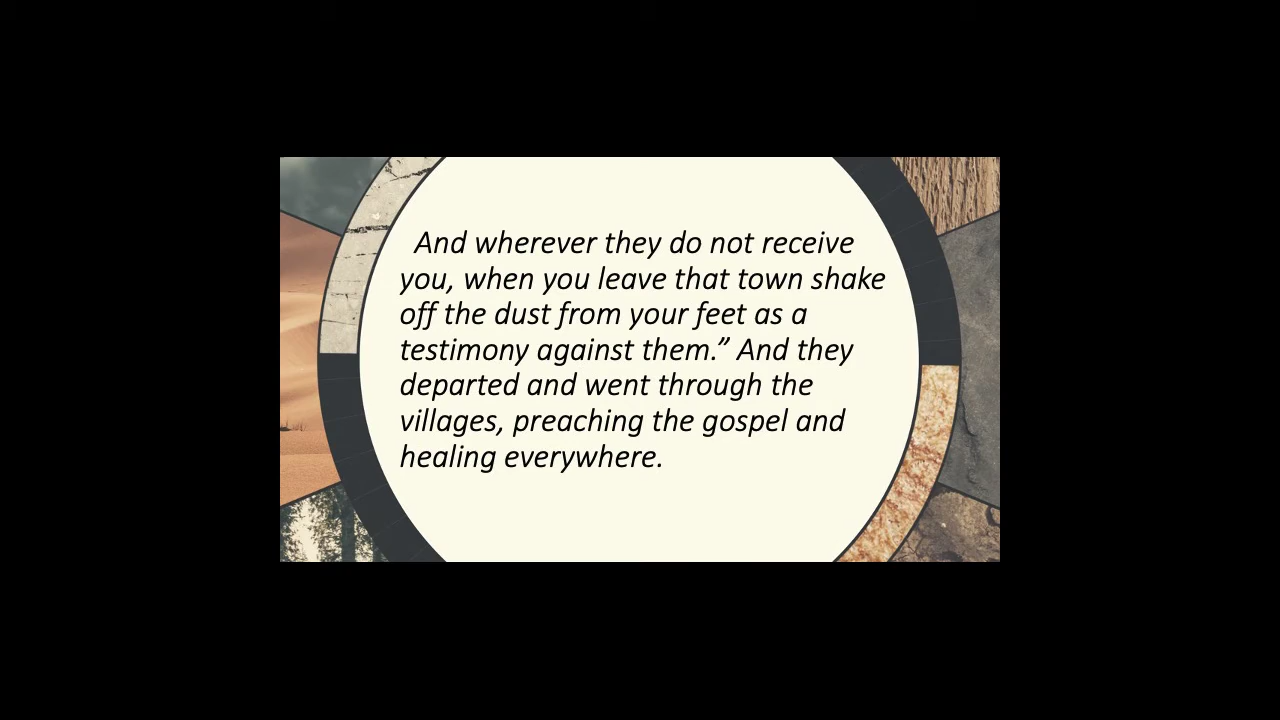 And wherever they do not receive
you, when you leave that town shake
off the dust from your feet as a
testimony against them.” And they
departed and went through the
villages, preaching the gospel and
healing everywhere.